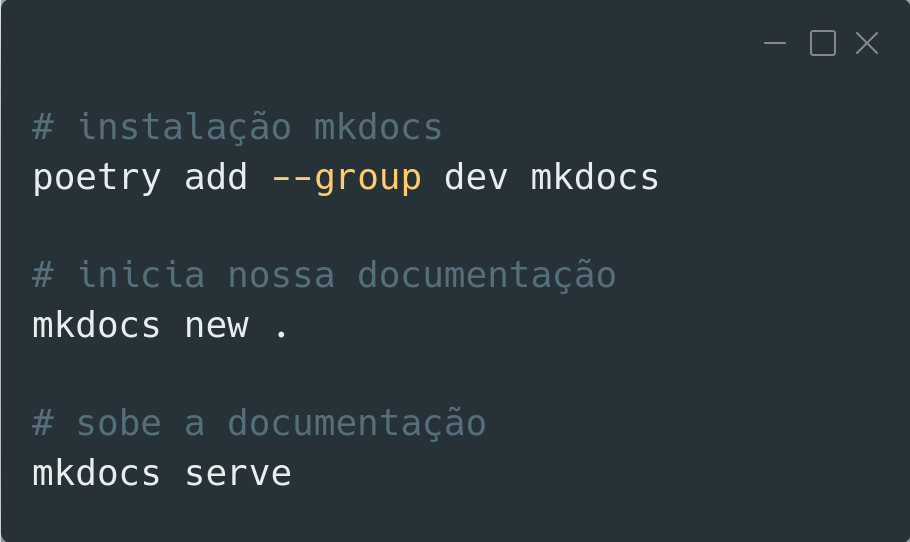 # instalação mkdocs
poetry add --group dev mkdocs
# inicia nossa documentação
mkdocs new .
# sobe a documentação
mkdocs serve